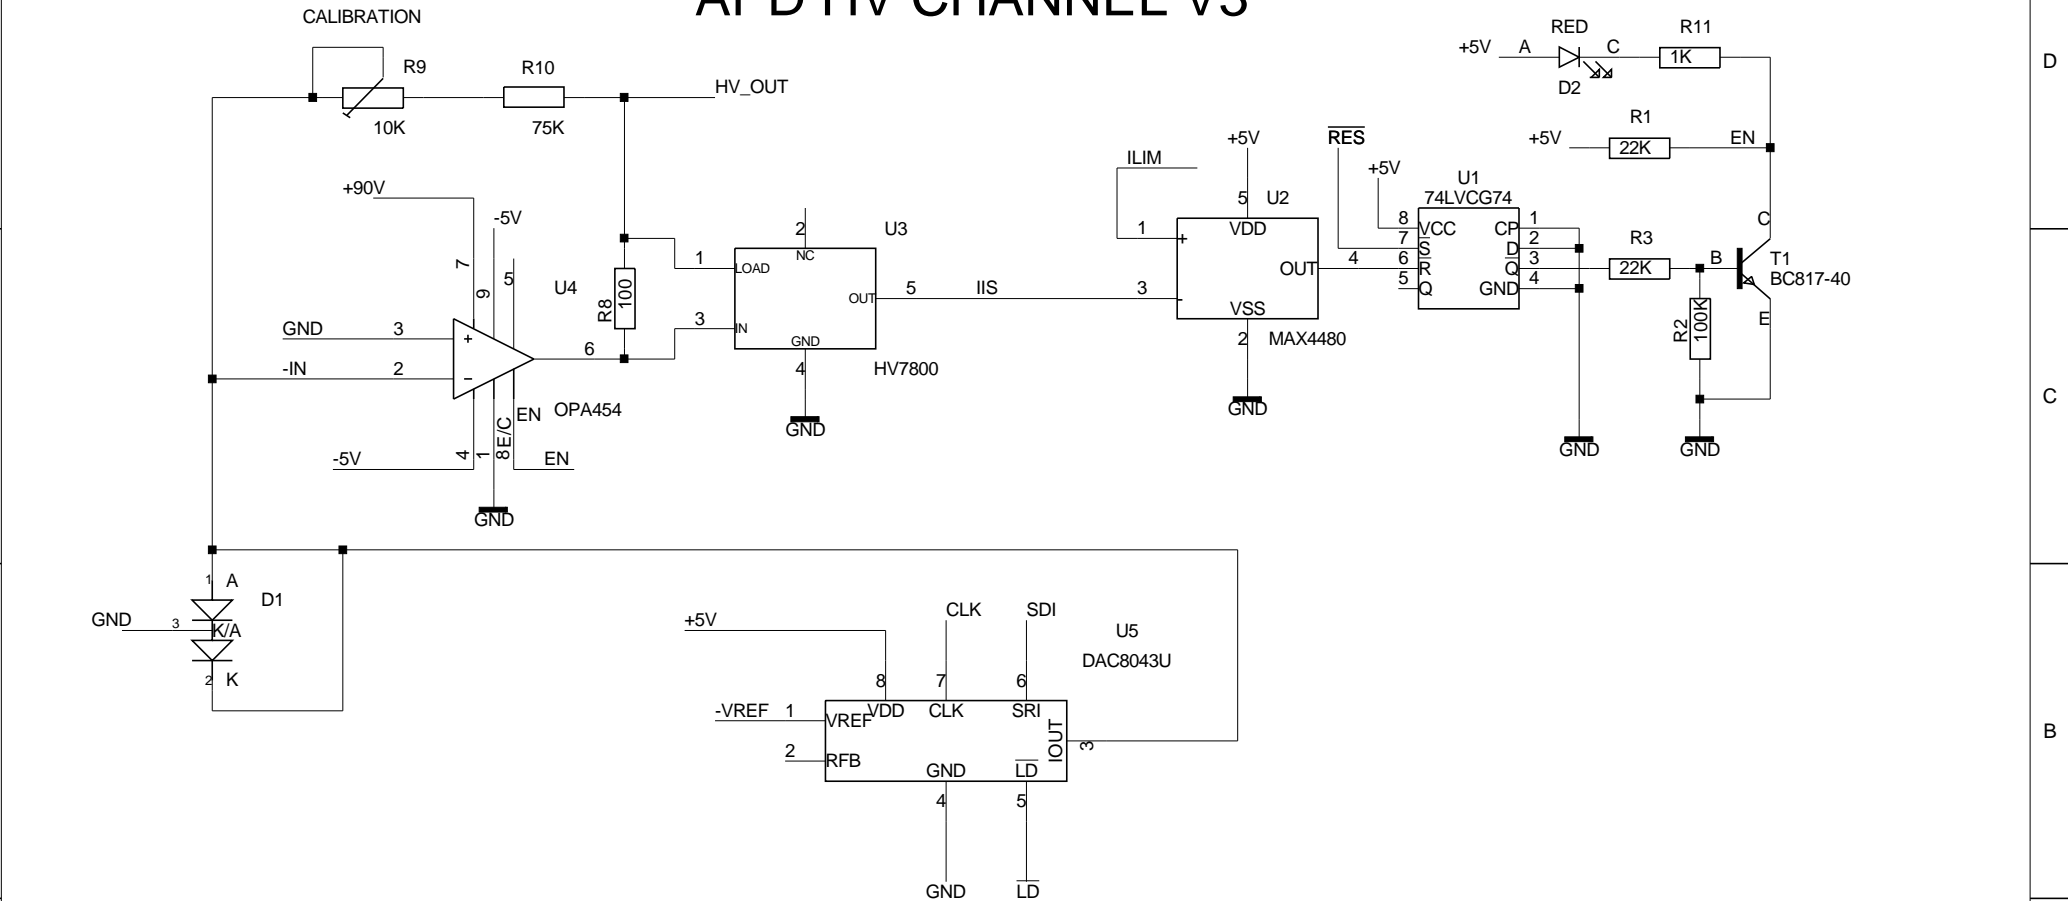 APD HV CHANNEL V3
CALIBRATION
R9
10K
R10
75K
HV_OUT
+90V
-5V
7
9
5
U4
GND
3
-IN
2
6
OPA454
EN
8
E/C
1
4
-5V
EN
GND
R8
100
1
3
2
NC
U3
LOAD
IN
OUT
GND
4
HV7800
GND
5
IIS
3
ILIM
1
+5V
5
U2
VDD
+
-
OUT
VSS
2
MAX4480
GND
4
RES
+5V
U1
74LVCG74
8
VCC
CP
1
7
S
D
2
6
R
Q
3
5
Q
GND
4
GND
+5V
A
RED
C
D2
R11
1K
+5V
R1
22K
EN
R3
22K
B
C
T1
BC817-40
E
R2
100K
GND
D
C
B
1
A
D1
GND
3
K/A
2
K
+5V
CLK
SDI
U5
DAC8043U
8
7
6
-VREF
1
VREF
VDD
CLK
SRI
2
RFB
IOUT
3
GND
LD
4
5
GND
LD